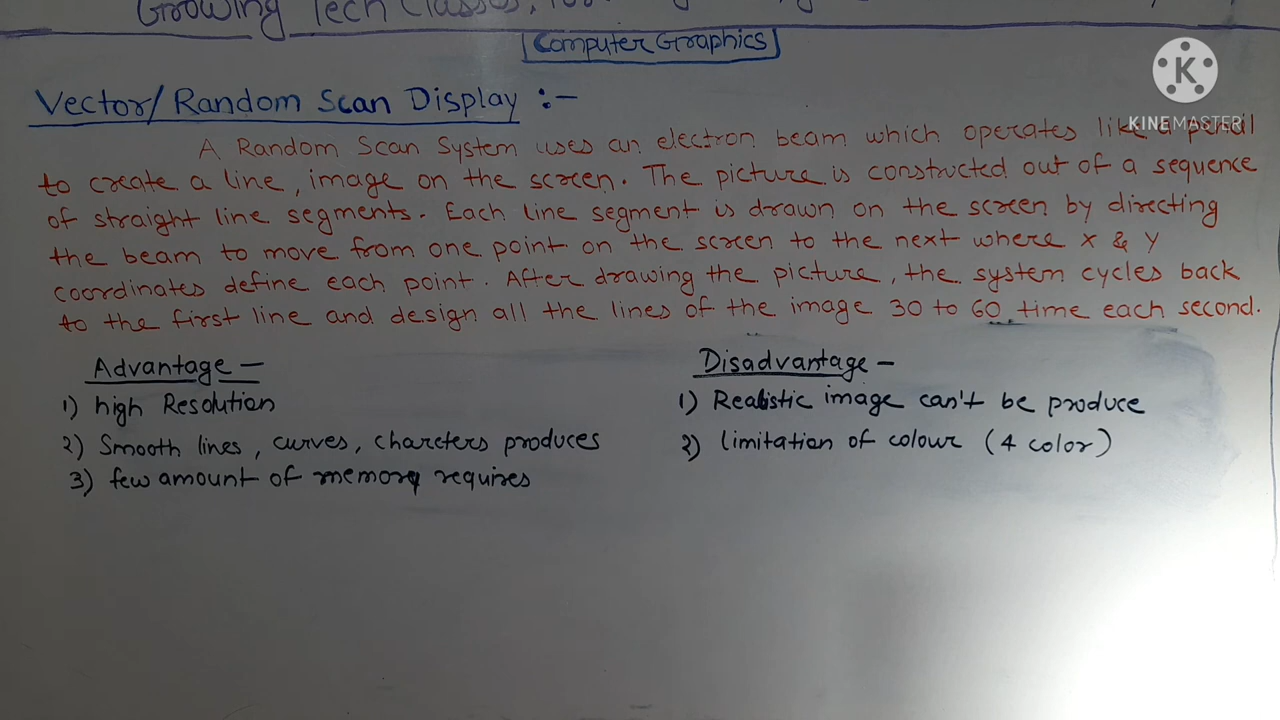 Growing Tech Classes,
Computer Graphics
K
KINEMASTER
Vector/Random Scan Display :-
A Random Scan System uses an electron beam which operates like a pencil
to create a line, image on the screen. The picture is constructed out of a sequence
of straight line segments. Each line segment is drawn on the screen by directing
the beam to move from one point on the screen to the next where x & y
coordinates define each point. After drawing the picture, the system cycles back
to the first line and design all the lines of the image 30 to 60 time each second.
Advantage -
1) high Resolution
2) Smooth lines, curves, charcters produces
3) few amount of memory requires
Disadvantage -
1) Realistic image can't be produce
2) limitation of colour (4 color)